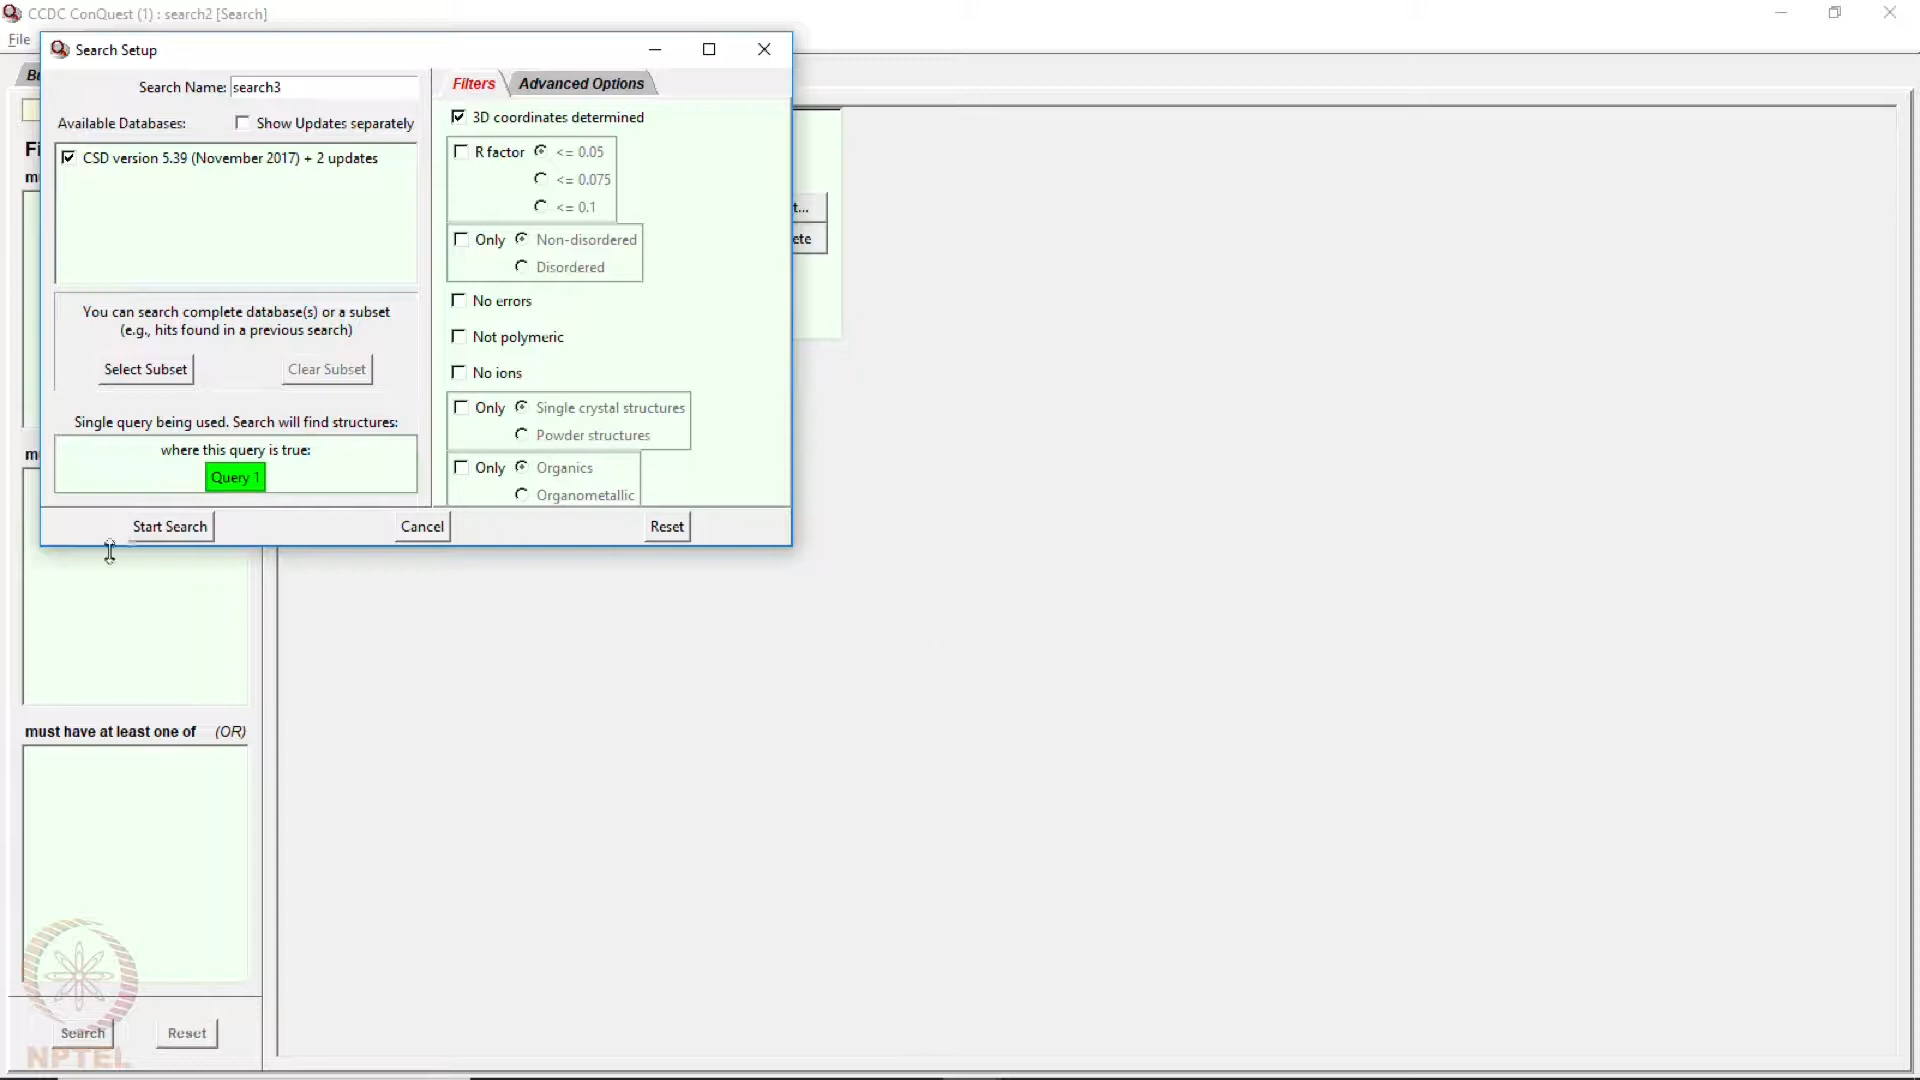 CCDC ConQuest (1) : search2 [Search]
File
Search Setup
Search Name: search3
Available Databases: Show Updates separately
CSD version 5.39 (November 2017) + 2 updates
You can search complete database(s) or a subset
(e.g., hits found in a previous search)
Select Subset Clear Subset
Single query being used. Search will find structures:
where this query is true:
Query 1
Filters Advanced Options
3D coordinates determined
R factor <= 0.05
<= 0.075
<= 0.1
Only Non-disordered
Disordered
No errors
Not polymeric
No ions
Only Single crystal structures
Powder structures
Only Organics
Organometallic
Start Search Cancel Reset
t...
ete
must have at least one of (OR)
Search Reset
NPTEL